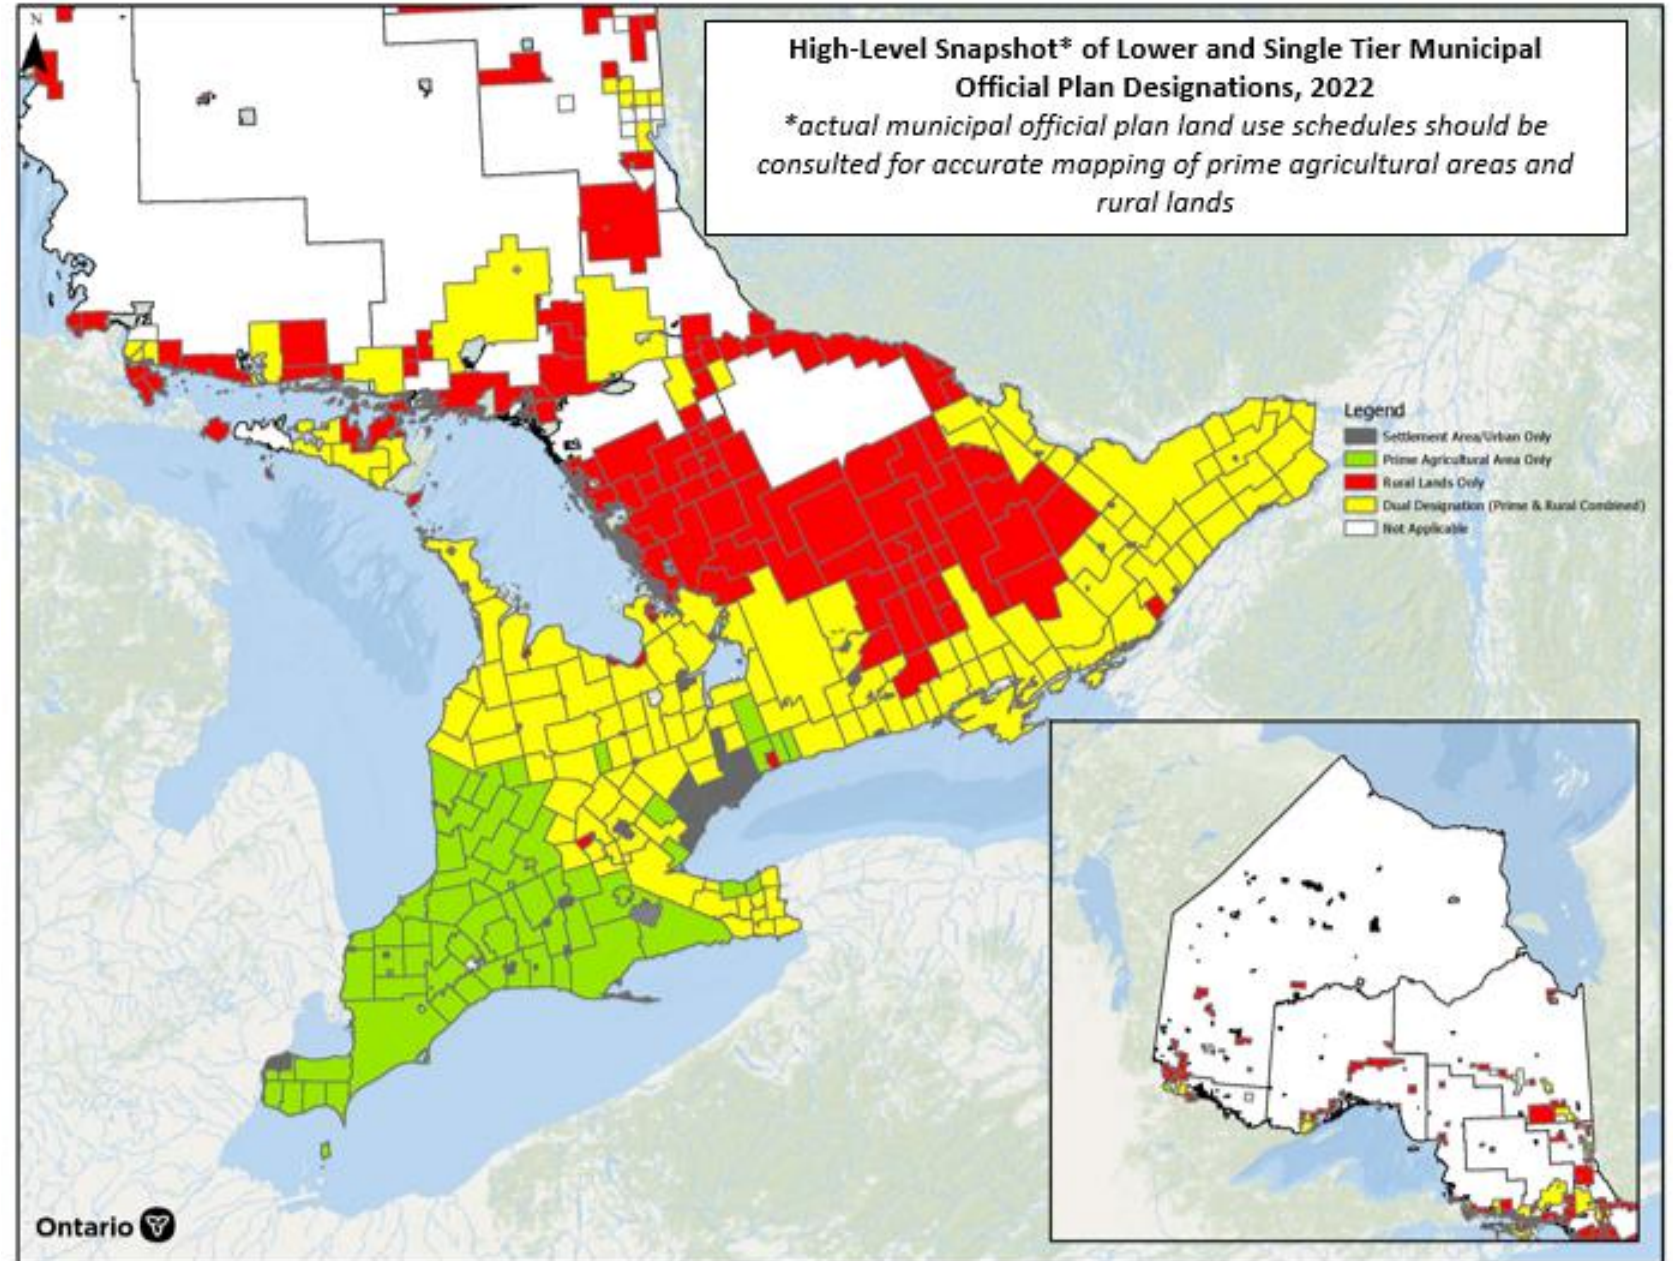 N
High-Level Snapshot* of Lower and Single Tier Municipal
Official Plan Designations, 2022
*actual municipal official plan land use schedules should be
consulted for accurate mapping of prime agricultural areas and
rural lands
Legend
Settlement Area/Urban Only
Prime Agricultural Area Only
Rural Lands Only
Dual Designation (Prime & Rural Combined)
Not Applicable
Ontario